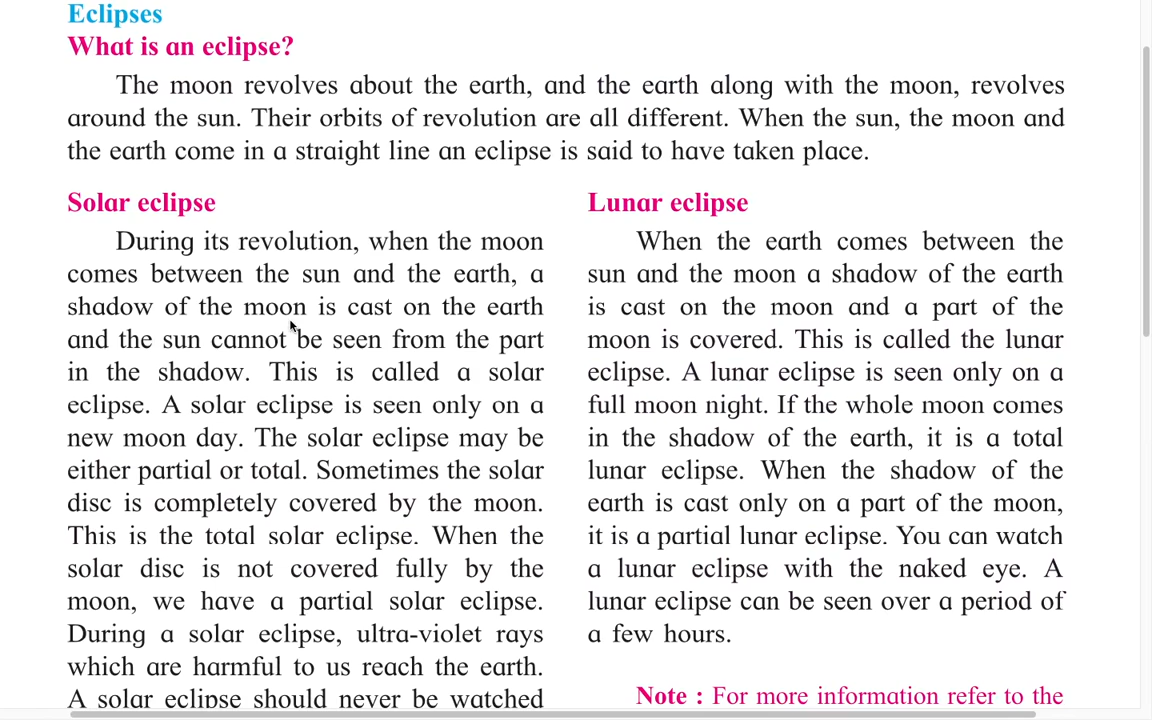 Eclipses
What is an eclipse?
The moon revolves about the earth, and the earth along with the moon, revolves
around the sun. Their orbits of revolution are all different. When the sun, the moon and
the earth come in a straight line an eclipse is said to have taken place.
Solar eclipse
During its revolution, when the moon
comes between the sun and the earth, a
shadow of the moon is cast on the earth
and the sun cannot be seen from the part
in the shadow. This is called a solar
eclipse. A solar eclipse is seen only on a
new moon day. The solar eclipse may be
either partial or total. Sometimes the solar
disc is completely covered by the moon.
This is the total solar eclipse. When the
solar disc is not covered fully by the
moon, we have a partial solar eclipse.
During a solar eclipse, ultra-violet rays
which are harmful to us reach the earth.
A solar eclipse should never be watched
Lunar eclipse
When the earth comes between the
sun and the moon a shadow of the earth
is cast on the moon and a part of the
moon is covered. This is called the lunar
eclipse. A lunar eclipse is seen only on a
full moon night. If the whole moon comes
in the shadow of the earth, it is a total
lunar eclipse. When the shadow of the
earth is cast only on a part of the moon,
it is a partial lunar eclipse. You can watch
a lunar eclipse with the naked eye. A
lunar eclipse can be seen over a period of
a few hours.
Note : For more information refer to the